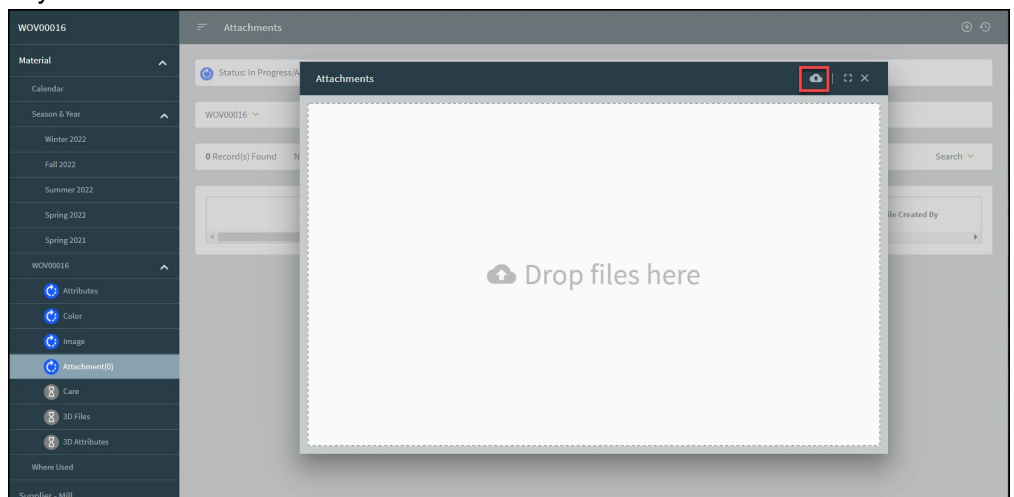 WOV00016
Attachments
Material
Calendar
Season & Year
Winter 2022
Fall 2022
Summer 2022
Spring 2022
Spring 2021
WOV00016
Attributes
Color
Image
Attachment(0)
Care
3D Files
3D Attributes
Where Used
Supplier - Mill
Status: In Progress/A
WOV00016
0 Record(s) Found N
Search
ile Created By
Attachments
Drop files here